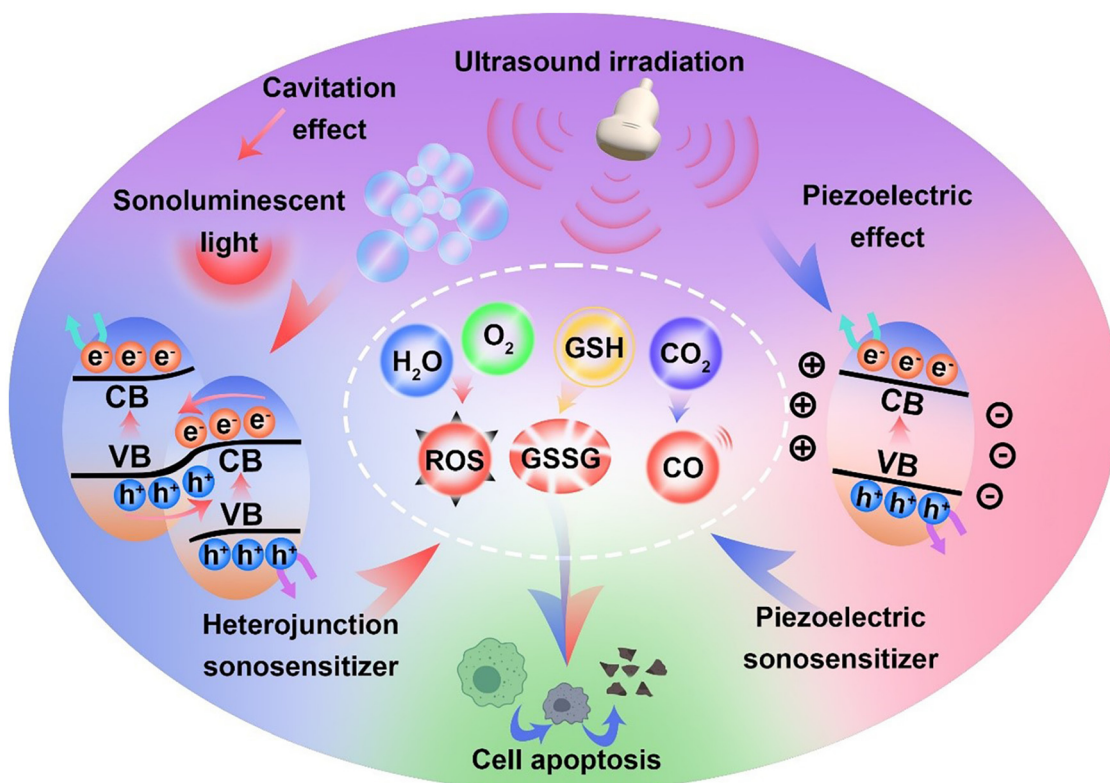 Ultrasound irradiation
Cavitation
effect
Sonoluminescent
light
Piezoelectric
effect
H₂O
O₂
GSH
CO₂
ROS
GSSG
CO
e⁻ e⁻ e⁻
CB
e⁻ e⁻ e⁻
VB
CB
h⁺ h⁺ h⁺
VB
h⁺ h⁺ h⁺
e⁻ e⁻ e⁻
CB
VB
h⁺ h⁺ h⁺
⊕
⊕
⊕
⊖
⊖
⊖
Heterojunction
sonosensitizer
Piezoelectric
sonosensitizer
Cell apoptosis